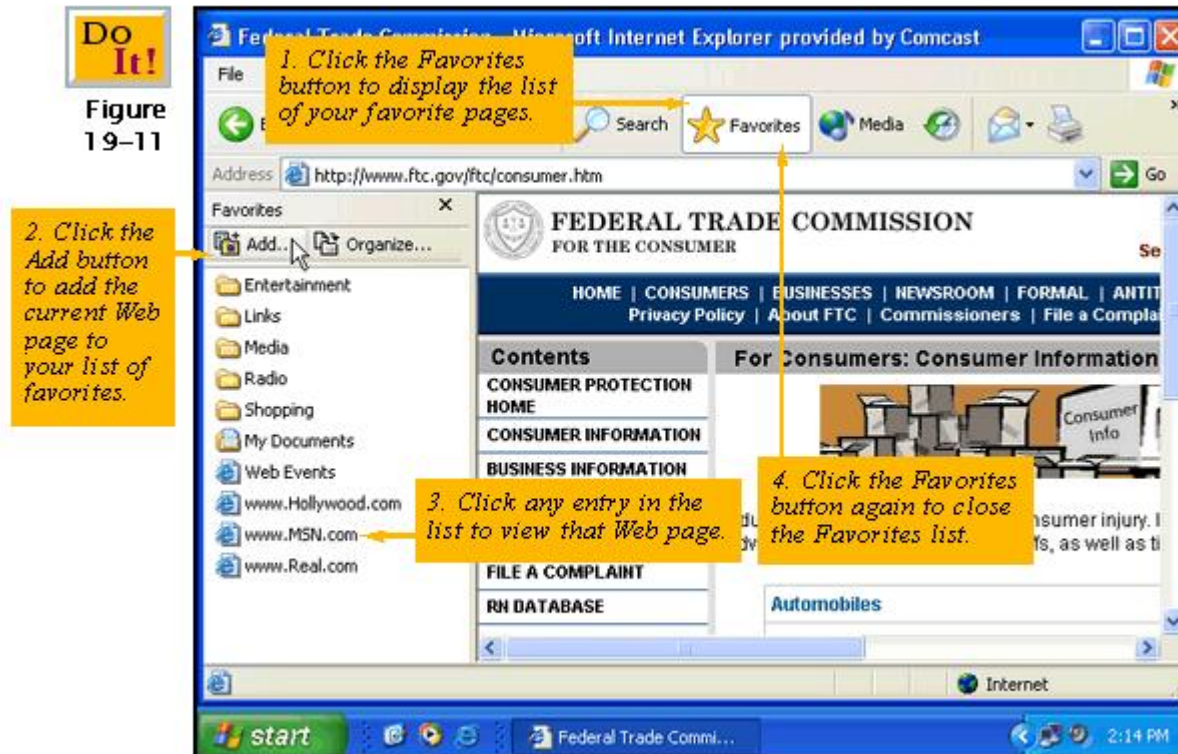 Do
It!
Figure
19–11
Federal Trade Commission - Microsoft Internet Explorer provided by Comcast
1. Click the Favorites
button to display the list
of your favorite pages.
File
Search
Favorites
Media
Address
http://www.ftc.gov/ftc/consumer.htm
Go
2. Click the
Add button
to add the
current Web
page to
your list of
favorites.
Favorites
Add...
Organize...
Entertainment
Links
Media
Radio
Shopping
My Documents
Web Events
www.Hollywood.com
www.MSN.com
www.Real.com
FEDERAL TRADE COMMISSION
FOR THE CONSUMER
Se
HOME | CONSUMERS | BUSINESSES | NEWSROOM | FORMAL | ANTIT
Privacy Policy | About FTC | Commissioners | File a Complai
Contents
CONSUMER PROTECTION
HOME
CONSUMER INFORMATION
BUSINESS INFORMATION
FILE A COMPLAINT
RN DATABASE
For Consumers: Consumer Information
Consumer
Info
3. Click any entry in the
list to view that Web page.
4. Click the Favorites
button again to close
the Favorites list.
nsumer injury. I
fs, as well as ti
Automobiles
Internet
start
Federal Trade Commi...
2:14 PM